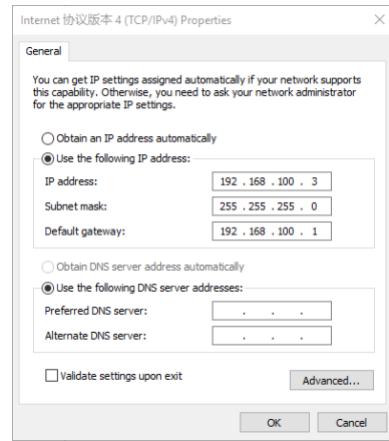 Internet 协议版本 4 (TCP/IPv4) Properties
General
You can get IP settings assigned automatically if your network supports
this capability. Otherwise, you need to ask your network administrator
for the appropriate IP settings.
Obtain an IP address automatically
Use the following IP address:
IP address: 192 . 168 . 100 . 3
Subnet mask: 255 . 255 . 255 . 0
Default gateway: 192 . 168 . 100 . 1
Obtain DNS server address automatically
Use the following DNS server addresses:
Preferred DNS server: . . .
Alternate DNS server: . . .
Validate settings upon exit
Advanced...
OK Cancel